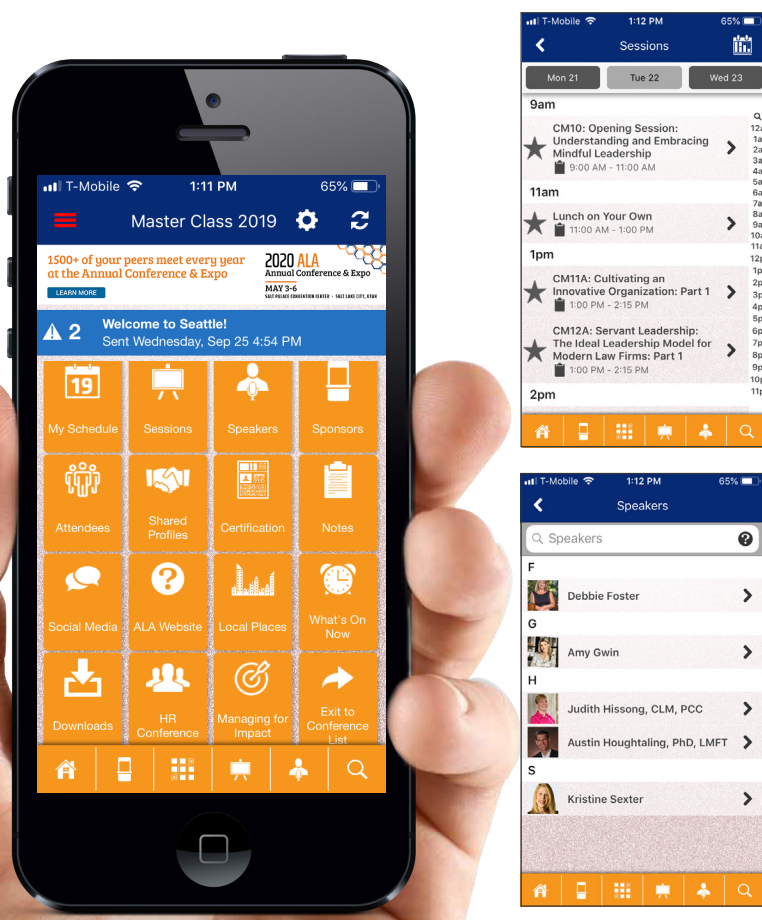 T-Mobile 1:11 PM 65%
Master Class 2019
1500+ of your peers meet every year
at the Annual Conference & Expo
LEARN MORE
2020 ALA
Annual Conference & Expo
MAY 3-6
SALT PALACE CONVENTION CENTER - SALT LAKE CITY, UTAH
2
Welcome to Seattle!
Sent Wednesday, Sep 25 4:54 PM
19
My Schedule
Sessions
Speakers
Sponsors
Attendees
Shared
Profiles
Certification
Notes
Social Media
?
ALA Website
Local Places
What's On
Now
Downloads
HR
Conference
Managing for
Impact
Exit to
Conference
List
T-Mobile 1:12 PM 65%
Sessions
Mon 21
Tue 22
Wed 23
9am
CM10: Opening Session:
Understanding and Embracing
Mindful Leadership
9:00 AM - 11:00 AM
11am
Lunch on Your Own
11:00 AM - 1:00 PM
1pm
CM11A: Cultivating an
Innovative Organization: Part 1
1:00 PM - 2:15 PM
CM12A: Servant Leadership:
The Ideal Leadership Model for
Modern Law Firms: Part 1
1:00 PM - 2:15 PM
2pm
T-Mobile 1:12 PM 65%
Speakers
Speakers
?
F
Debbie Foster
G
Amy Gwin
H
Judith Hissong, CLM, PCC
Austin Houghtaling, PhD, LMFT
S
Kristine Sexter